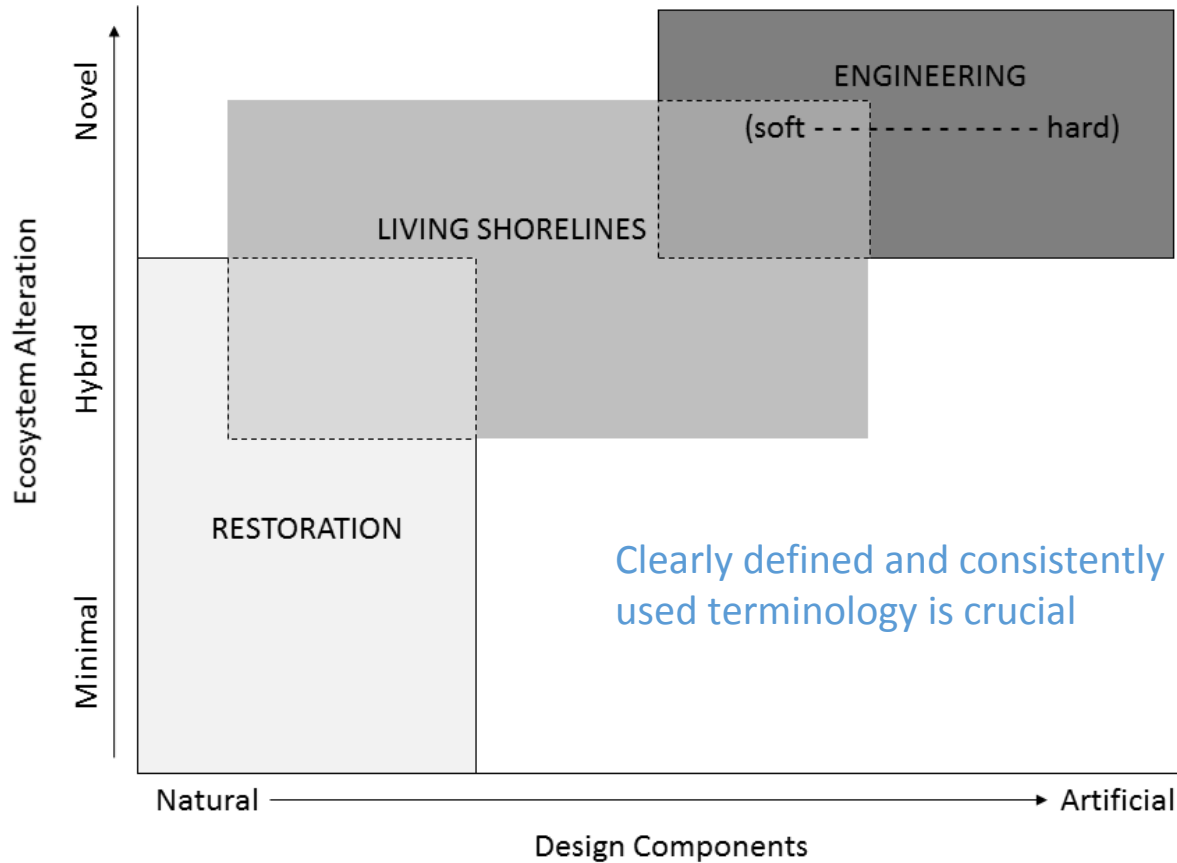 ENGINEERING
(soft - - - - - - - - - - - - - hard)
LIVING SHORELINES
RESTORATION
Clearly defined and consistently
used terminology is crucial
Ecosystem Alteration
Novel
Hybrid
Minimal
Natural
Artificial
Design Components